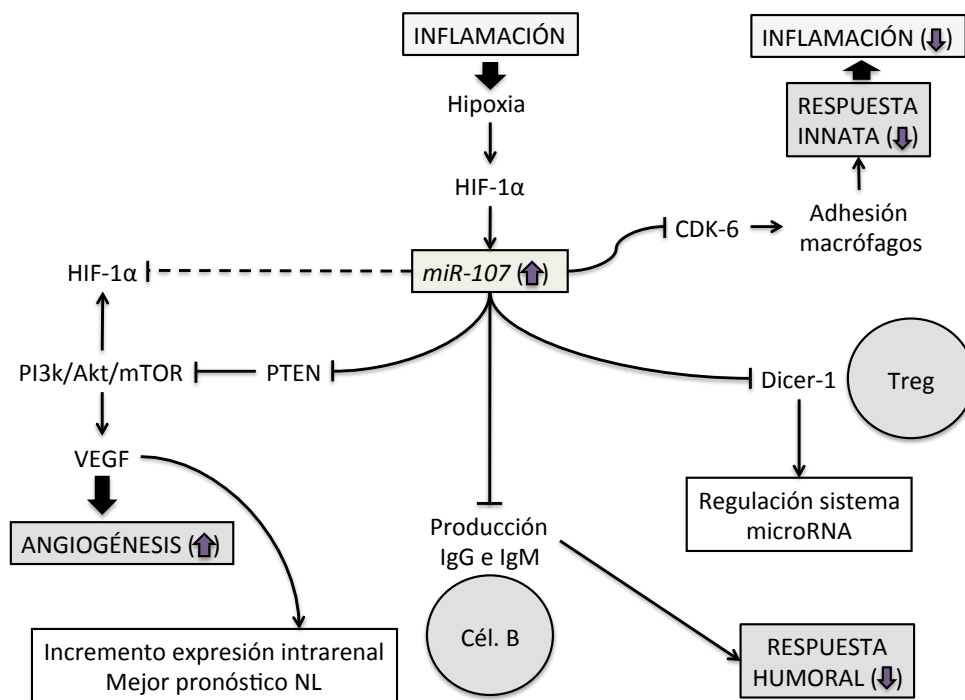 INFLAMACIÓN
INFLAMACIÓN (⇩)
Hipoxia
RESPUESTA
INNATA (⇩)
HIF-1α
CDK-6
Adhesión
macrófagos
HIF-1α
miR-107 (⇧)
PI3k/Akt/mTOR
PTEN
Dicer-1
Treg
VEGF
Regulación sistema
microRNA
ANGIOGÉNESIS (⇧)
Producción
IgG e IgM
Cél. B
Incremento expresión intrarenal
Mejor pronóstico NL
RESPUESTA
HUMORAL (⇩)